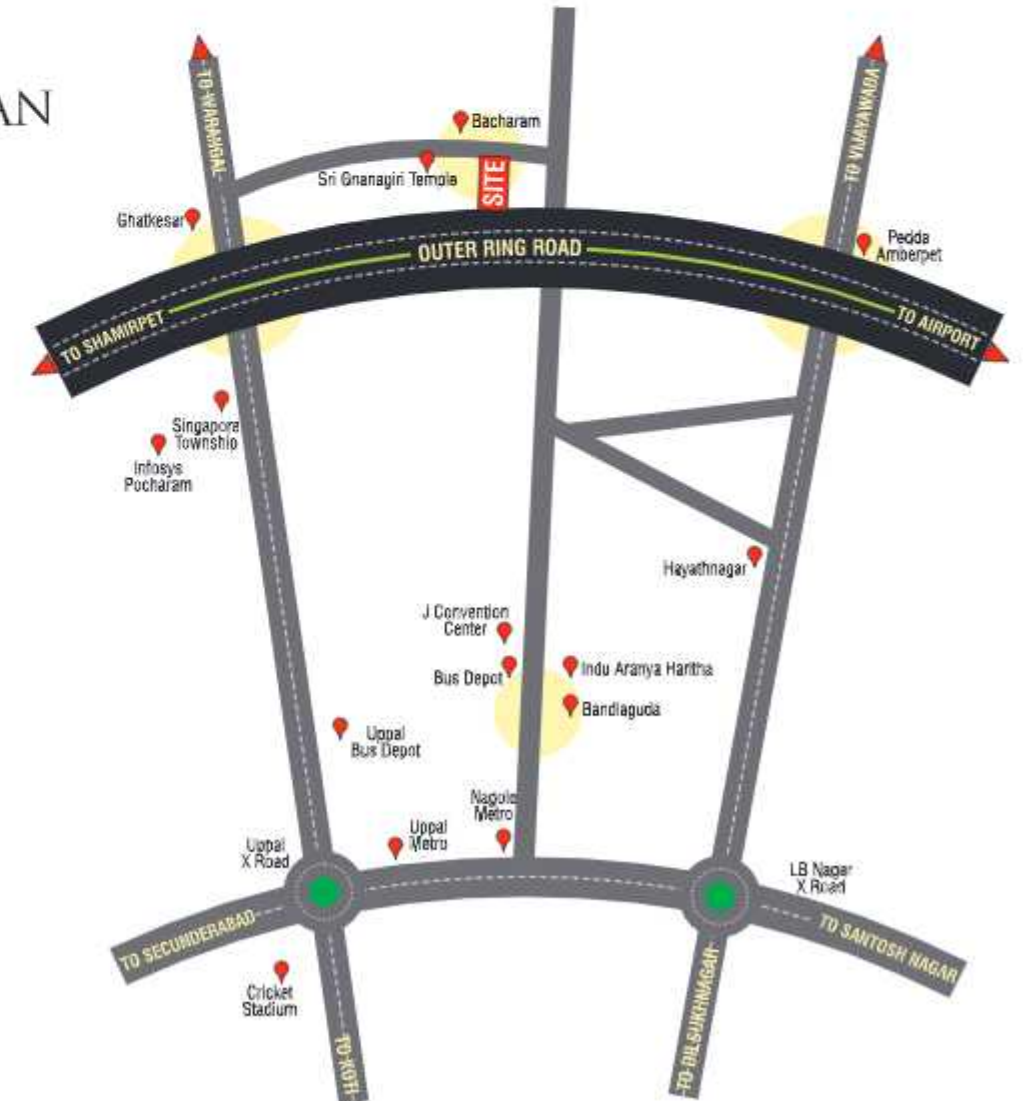 AN
TO WARANGAL
TO VIJAYAWADA
Bacharam
Sri Gnanagiri Temple
SITE
Ghatkesar
Pedda
Amberpet
OUTER RING ROAD
TO SHAMIRPET
TO AIRPORT
Singapore
Township
Infosys
Pocharam
Hayathnagar
J Convention
Center
Bus Depot
Indu Aranya Haritha
Bandlaguda
Uppal
Bus Depot
Nagole
Metro
Uppal
Metro
Uppal
X Road
LB Nagar
X Road
TO SECUNDERABAD
TO SANTOSH NAGAR
Cricket
Stadium
TO KOTI
TO DILSUKHNAGAR